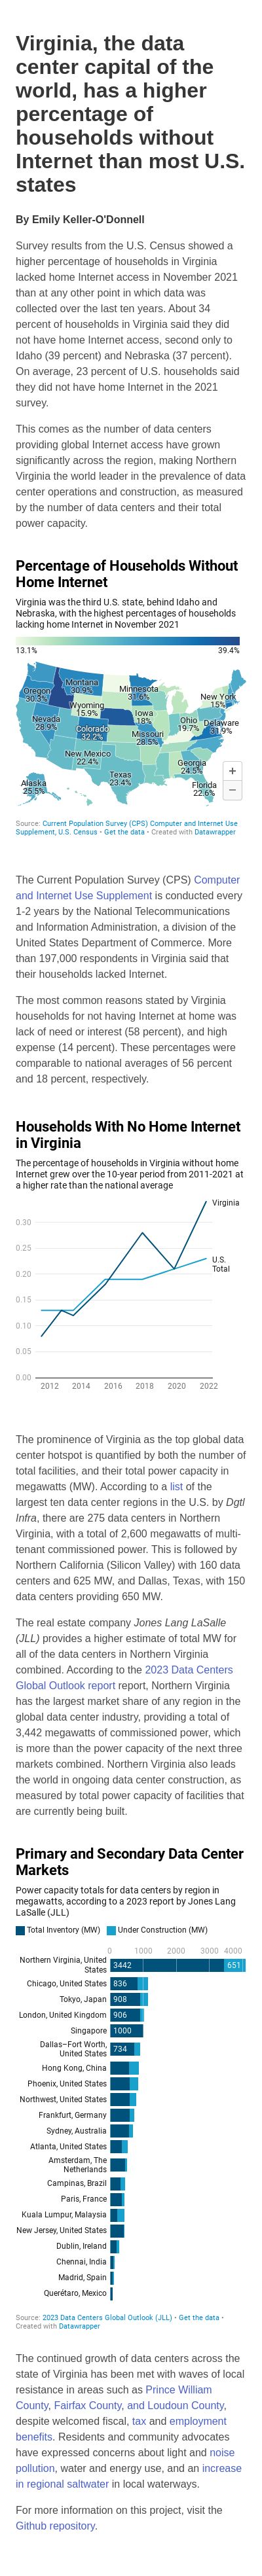 Virginia, the data
center capital of the
world, has a higher
percentage of
households without
Internet than most U.S.
states
By Emily Keller-O'Donnell
Survey results from the U.S. Census showed a
higher percentage of households in Virginia
lacked home Internet access in November 2021
than at any other point in which data was
collected over the last ten years. About 34
percent of households in Virginia said they did
not have home Internet access, second only to
Idaho (39 percent) and Nebraska (37 percent).
On average, 23 percent of U.S. households said
they did not have home Internet in the 2021
survey.
This comes as the number of data centers
providing global Internet access have grown
significantly across the region, making Northern
Virginia the world leader in the prevalence of data
center operations and construction, as measured
by the number of data centers and their total
power capacity.
Percentage of Households Without
Home Internet
Virginia was the third U.S. state, behind Idaho and
Nebraska, with the highest percentages of households
lacking home Internet in November 2021
13.1% 39.4%
Montana
30.9%
Minnesota
31.6%
Oregon
30.3%
Wyoming
15.9%
New York
15%
Iowa
18%
Nevada
28.9%
Ohio
19.7%
Delaware
31.9%
Colorado
32.2%
Missouri
28.5%
New Mexico
22.4%
Georgia
24.5%
Texas
23.4%
Alaska
25.5%
Florida
22.6%
+
−
Source: Current Population Survey (CPS) Computer and Internet Use
Supplement, U.S. Census • Get the data • Created with Datawrapper
The Current Population Survey (CPS) Computer
and Internet Use Supplement is conducted every
1-2 years by the National Telecommunications
and Information Administration, a division of the
United States Department of Commerce. More
than 197,000 respondents in Virginia said that
their households lacked Internet.
The most common reasons stated by Virginia
households for not having Internet at home was
lack of need or interest (58 percent), and high
expense (14 percent). These percentages were
comparable to national averages of 56 percent
and 18 percent, respectively.
Households With No Home Internet
in Virginia
The percentage of households in Virginia without home
Internet grew over the 10-year period from 2011-2021 at
a higher rate than the national average
Virginia
0.30
0.25
U.S.
Total
0.20
0.15
0.10
0.05
0.00
2012 2014 2016 2018 2020 2022
The prominence of Virginia as the top global data
center hotspot is quantified by both the number of
total facilities, and their total power capacity in
megawatts (MW). According to a list of the
largest ten data center regions in the U.S. by Dgtl
Infra, there are 275 data centers in Northern
Virginia, with a total of 2,600 megawatts of multi-
tenant commissioned power. This is followed by
Northern California (Silicon Valley) with 160 data
centers and 625 MW, and Dallas, Texas, with 150
data centers providing 650 MW.
The real estate company Jones Lang LaSalle
(JLL) provides a higher estimate of total MW for
all of the data centers in Northern Virginia
combined. According to the 2023 Data Centers
Global Outlook report report, Northern Virginia
has the largest market share of any region in the
global data center industry, providing a total of
3,442 megawatts of commissioned power, which
is more than the power capacity of the next three
markets combined. Northern Virginia also leads
the world in ongoing data center construction, as
measured by total power capacity of facilities that
are currently being built.
Primary and Secondary Data Center
Markets
Power capacity totals for data centers by region in
megawatts, according to a 2023 report by Jones Lang
LaSalle (JLL)
Total Inventory (MW) Under Construction (MW)
0 1000 2000 3000 4000
Northern Virginia, United
States 3442 651
Chicago, United States 836
Tokyo, Japan 908
London, United Kingdom 906
Singapore 1000
Dallas–Fort Worth,
United States 734
Hong Kong, China
Phoenix, United States
Northwest, United States
Frankfurt, Germany
Sydney, Australia
Atlanta, United States
Amsterdam, The
Netherlands
Campinas, Brazil
Paris, France
Kuala Lumpur, Malaysia
New Jersey, United States
Dublin, Ireland
Chennai, India
Madrid, Spain
Querétaro, Mexico
Source: 2023 Data Centers Global Outlook (JLL) • Get the data •
Created with Datawrapper
The continued growth of data centers across the
state of Virginia has been met with waves of local
resistance in areas such as Prince William
County, Fairfax County, and Loudoun County,
despite welcomed fiscal, tax and employment
benefits. Residents and community advocates
have expressed concerns about light and noise
pollution, water and energy use, and an increase
in regional saltwater in local waterways.
For more information on this project, visit the
Github repository.